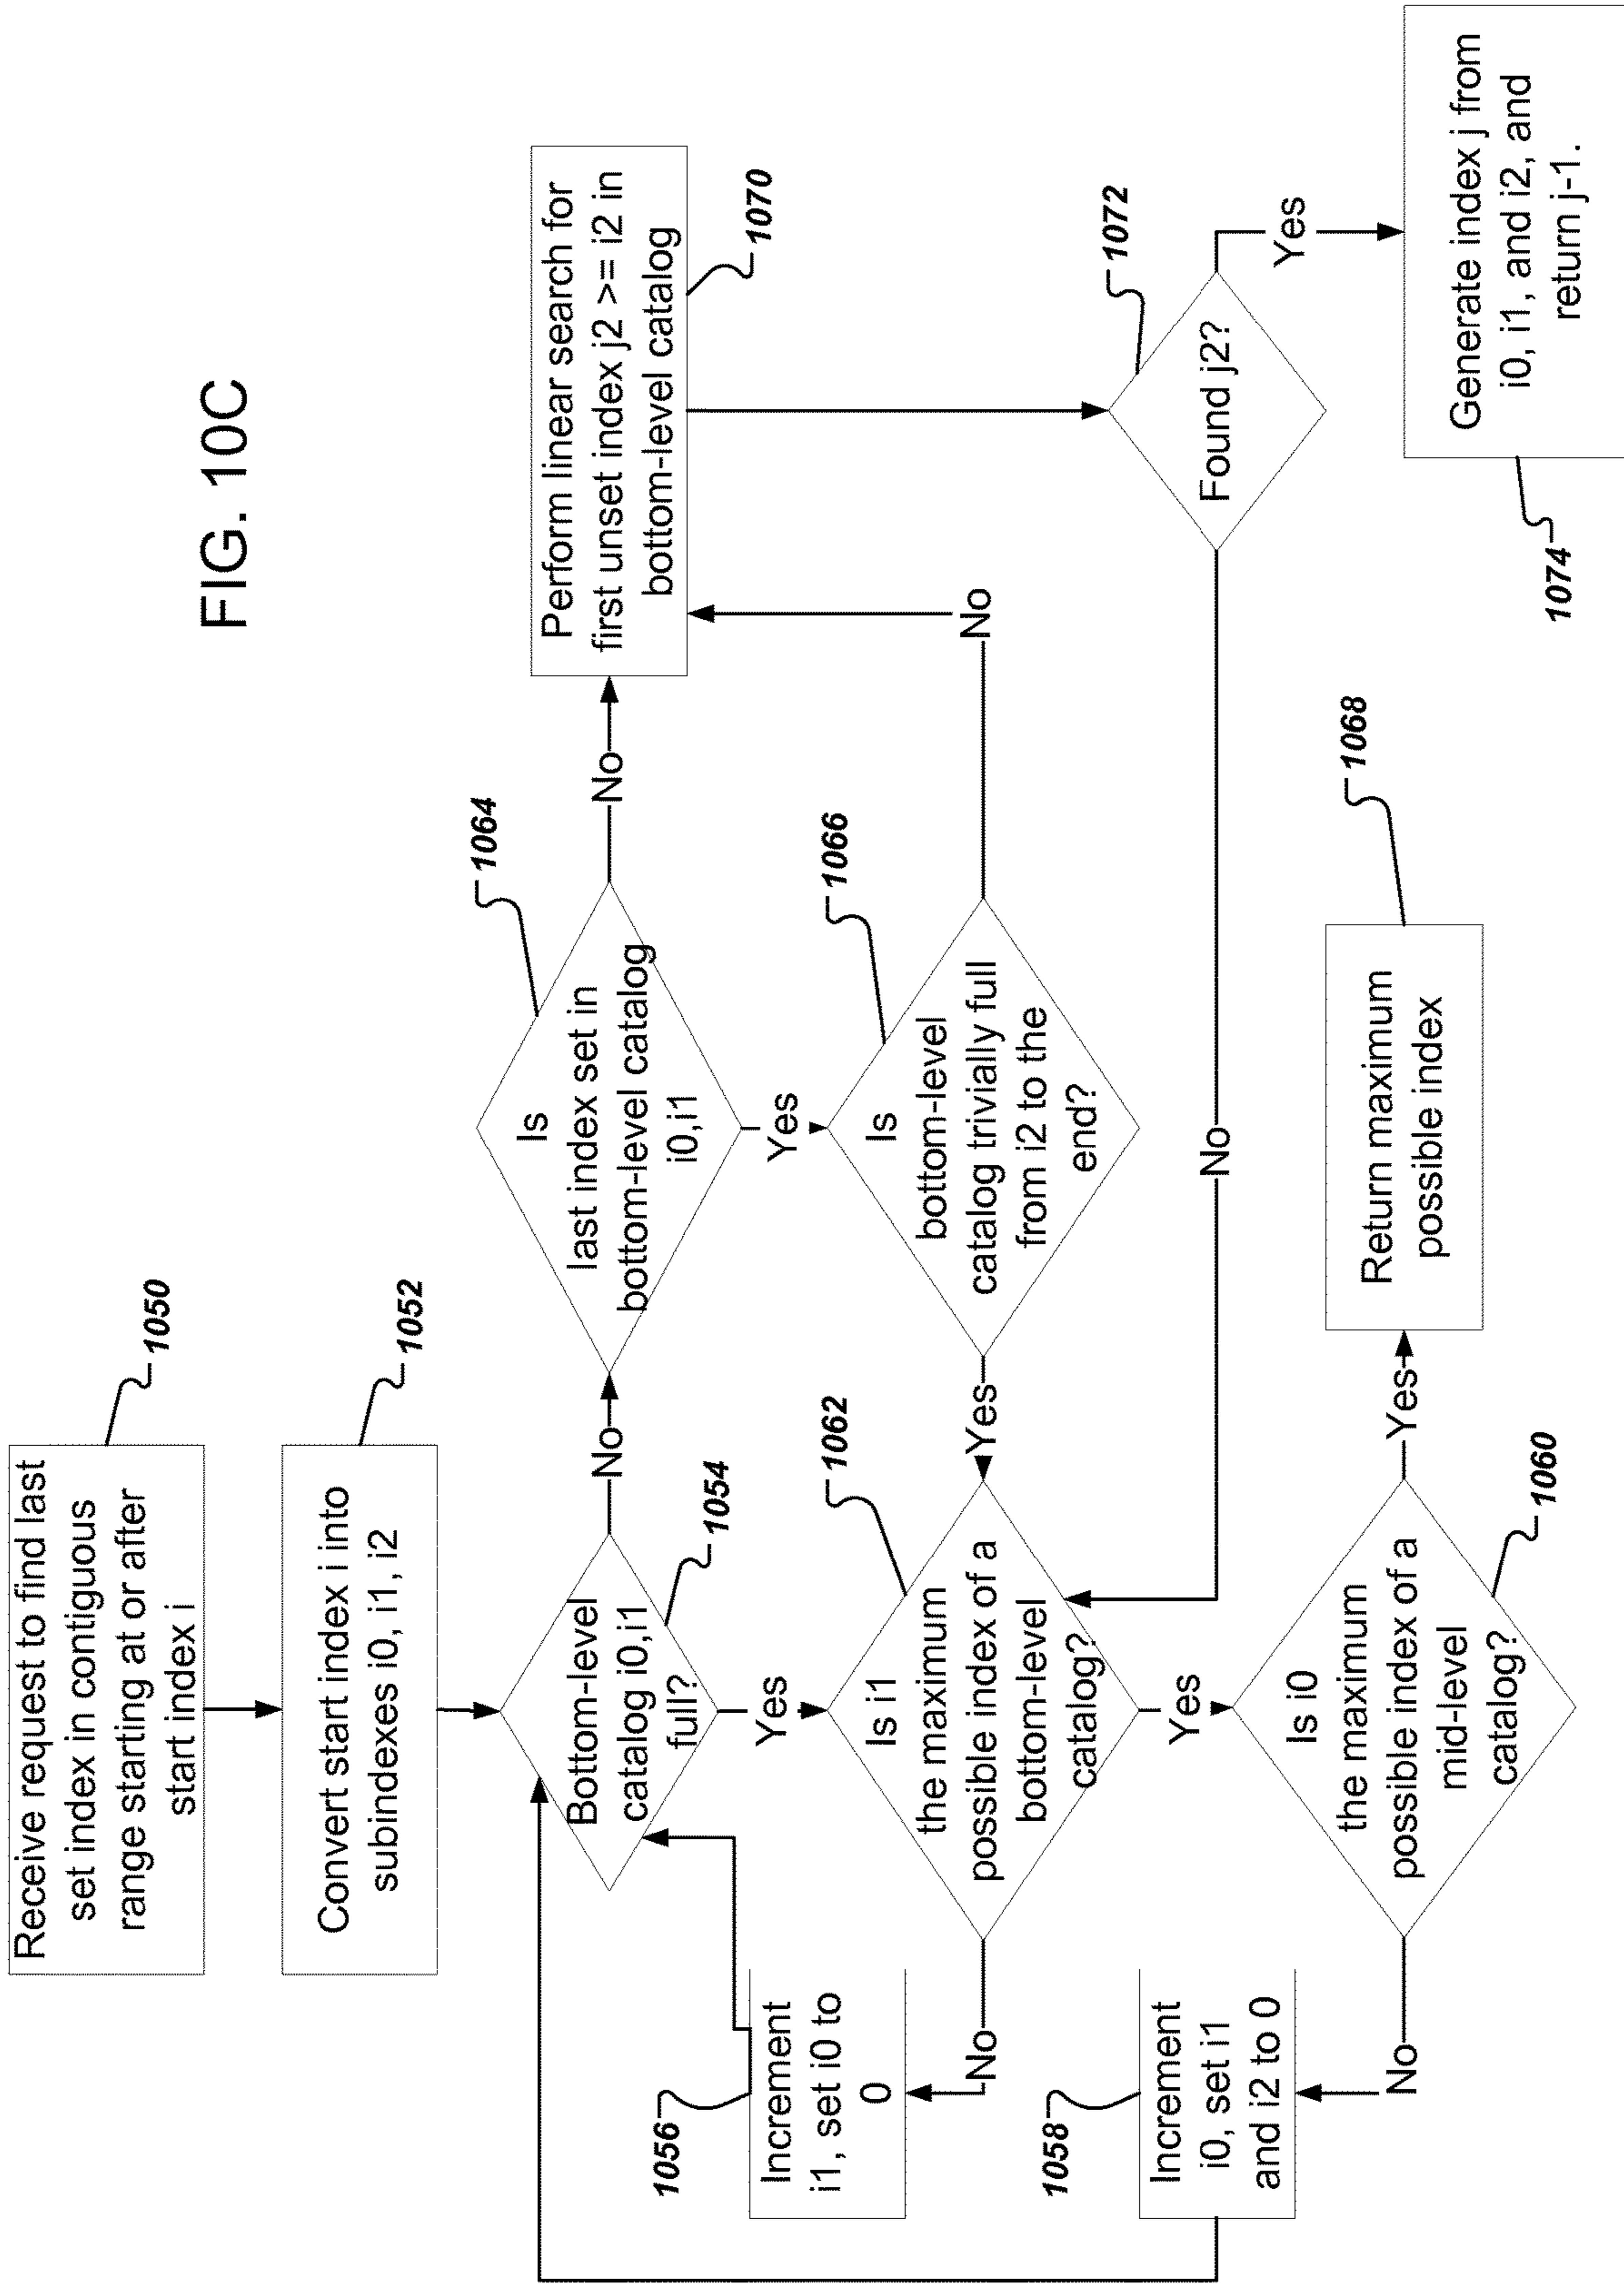 FIG. 10C
Receive request to find last
set index in contiguous
range starting at or after
start index i
1050
Convert start index i into
subindexes i0, i1, i2
1052
Bottom-level
catalog i0,i1
full?
1054
No
Yes
Is
last index set in
bottom-level catalog
i0,i1
1064
No
Yes
Perform linear search for
first unset index j2 >= i2 in
bottom-level catalog
1070
Increment
i1, set i0 to
0
1056
No
Is i1
the maximum
possible index of a
bottom-level
catalog?
1062
Yes
Yes
Is
bottom-level
catalog trivially full
from i2 to the
end?
1066
No
Found j2?
1072
No
Yes
Increment
i0, set i1
and i2 to 0
1058
No
Is i0
the maximum
possible index of a
mid-level
catalog?
1060
Yes
Return maximum
possible index
1068
Generate index j from
i0, i1, and i2, and
return j-1.
1074